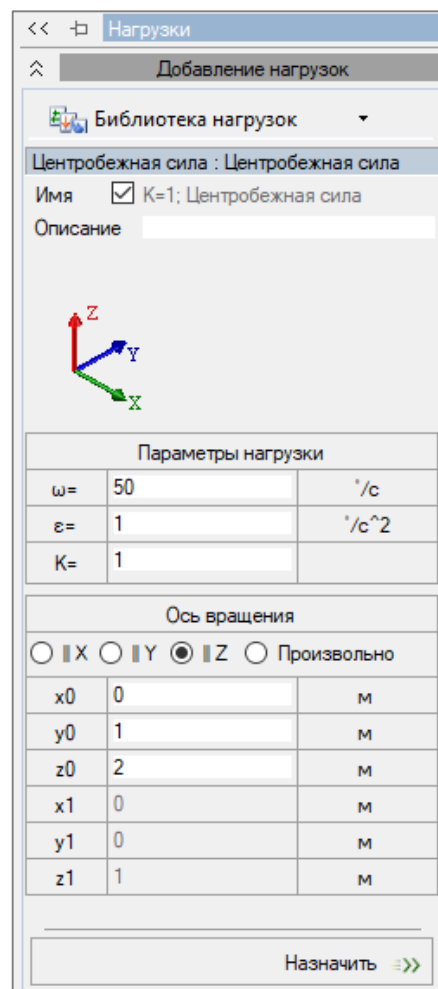 << Нагрузки
Добавление нагрузок
Библиотека нагрузок
Центробежная сила : Центробежная сила
Имя K=1; Центробежная сила
Описание
Z
Y
X
Параметры нагрузки
ω= 50 °/с
ε= 1 °/с^2
K= 1
Ось вращения
∥X ∥Y ∥Z Произвольно
x0 0 м
y0 1 м
z0 2 м
x1 0 м
y1 0 м
z1 1 м
Назначить